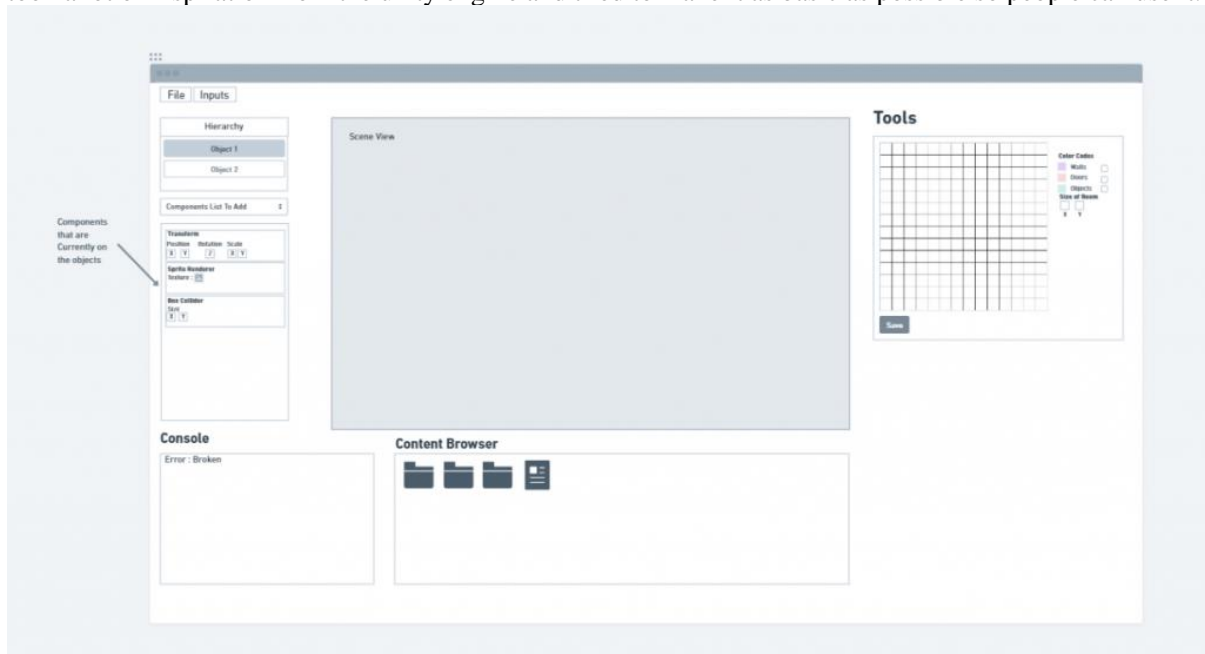 File Inputs
Hierarchy
Object 1
Object 2
Components List To Add
Components
that are
Currently on
the objects
Transform
Position Rotation Scale
X Y Z X Y
Sprite Renderer
Texture :
Box Collider
Size
X Y
Scene View
Tools
Color Codes
Walls
Doors
Objects
Size of Room
X Y
Save
Console
Error : Broken
Content Browser